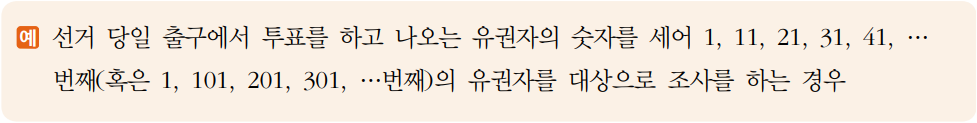 예 선거 당일 출구에서 투표를 하고 나오는 유권자의 숫자를 세어 1, 11, 21, 31, 41, …
번째(혹은 1, 101, 201, 301, …번째)의 유권자를 대상으로 조사를 하는 경우